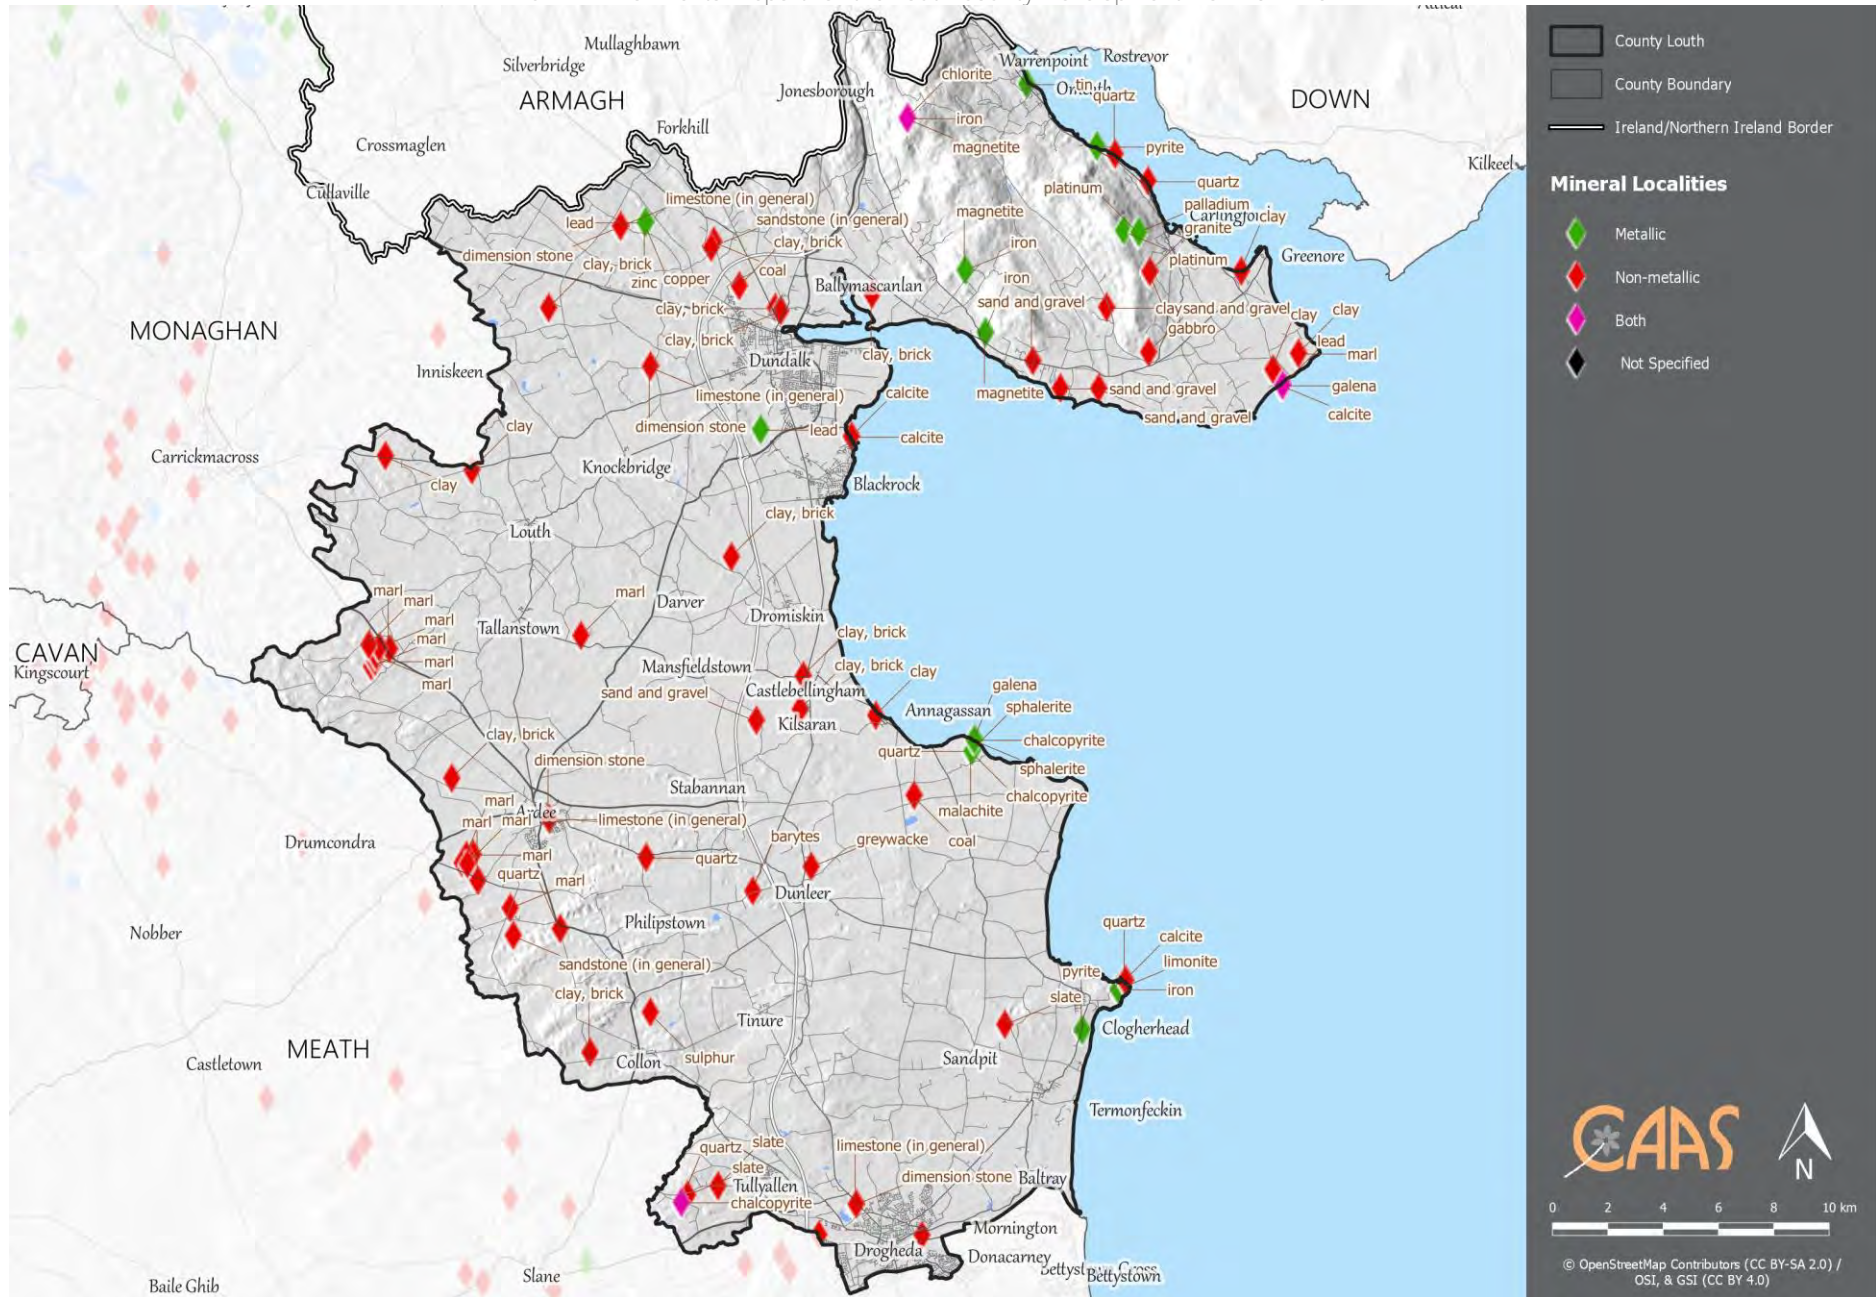 Mullaghbawn
Silverbridge
ARMAGH
Jonesborough
Forkhill
Crossmaglen
Cullaville
Warrenpoint
Rostrevor
DOWN
Kilkeel
chlorite
tin
quartz
iron
magnetite
pyrite
quartz
platinum
palladium
clay
granite
Greenore
platinum
limestone (in general)
lead
sandstone (in general)
dimension stone
clay, brick
clay, brick
zinc
copper
coal
Ballymascanlan
magnetite
iron
iron
sand and gravel
clay
sand and gravel
clay
clay
gabbro
lead
marl
MONAGHAN
clay, brick
clay, brick
Dundalk
clay, brick
Inniskeen
limestone (in general)
calcite
magnetite
sand and gravel
sand and gravel
galena
calcite
dimension stone
lead
calcite
clay
Carrickmacross
Knockbridge
clay
Blackrock
clay, brick
Louth
marl
marl
marl
marl
marl
marl
marl
Darver
Dromiskin
Tallanstown
CAVAN
Kingscourt
clay, brick
Mansfieldstown
clay, brick
clay
sand and gravel
Castlebellingham
Kilsaran
Annagassan
galena
sphalerite
chalcopyrite
quartz
sphalerite
chalcopyrite
malachite
clay, brick
dimension stone
Stabannan
marl
Ardee
marl
marl
limestone (in general)
barytes
greywacke
coal
Drumcondra
marl
quartz
quartz
marl
Dunleer
Philipstown
Nobber
quartz
calcite
sandstone (in general)
limonite
pyrite
iron
clay, brick
slate
Tinure
Clogherhead
MEATH
Castletown
Collon
sulphur
Sandpit
Termonfeckin
slate
quartz
limestone (in general)
slate
Tullyallen
dimension stone
Baltray
chalcopyrite
Mornington
Drogheda
Donacarney
Bettystown
Slane
Baile Ghib
County Louth
County Boundary
Ireland/Northern Ireland Border
Mineral Localities
Metallic
Non-metallic
Both
Not Specified
CAAS
N
0 2 4 6 8 10 km
© OpenStreetMap Contributors (CC BY-SA 2.0) /
OSI, & GSI (CC BY 4.0)